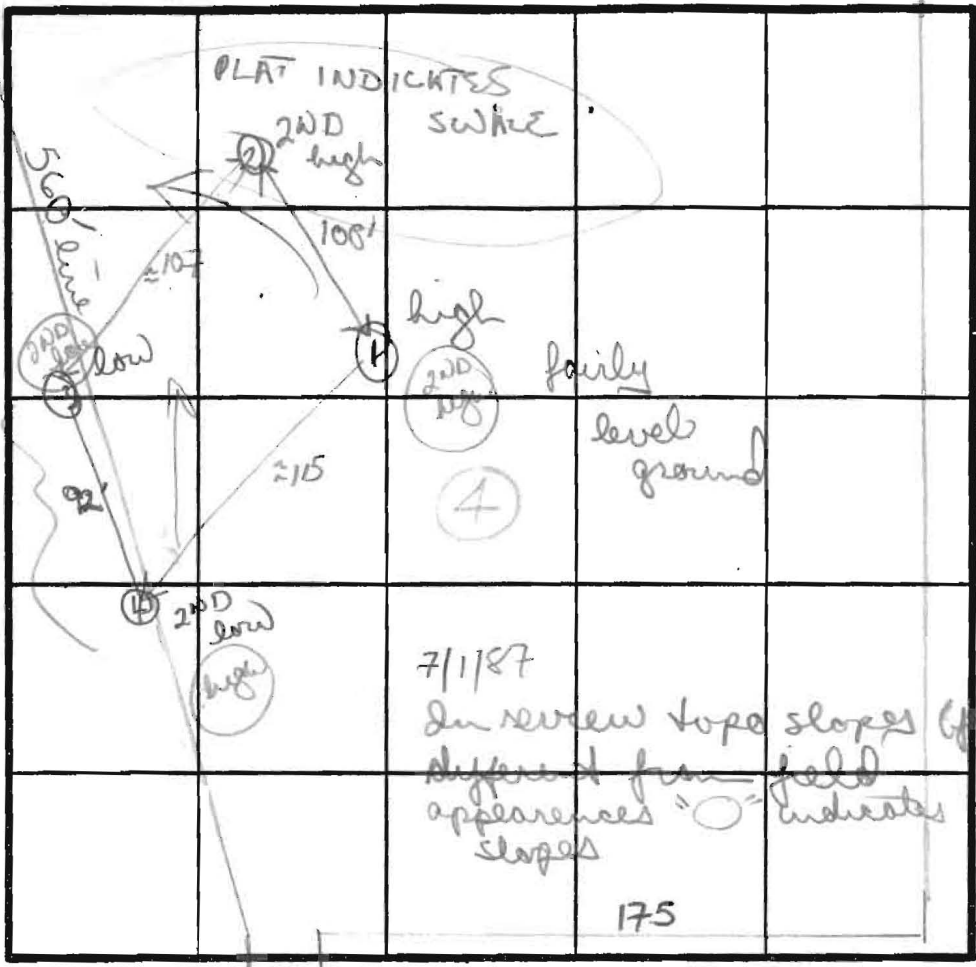 PLAT INDICATES
SWALE
2ND
high
2
560' line
108'
≈107
high
1
2ND
low
low
2ND
high
fairly
level
ground
92'
≈115
4
2ND
low
high
7/1/87
In review topo slopes
different from field
appearences "○" indicates
slopes
175